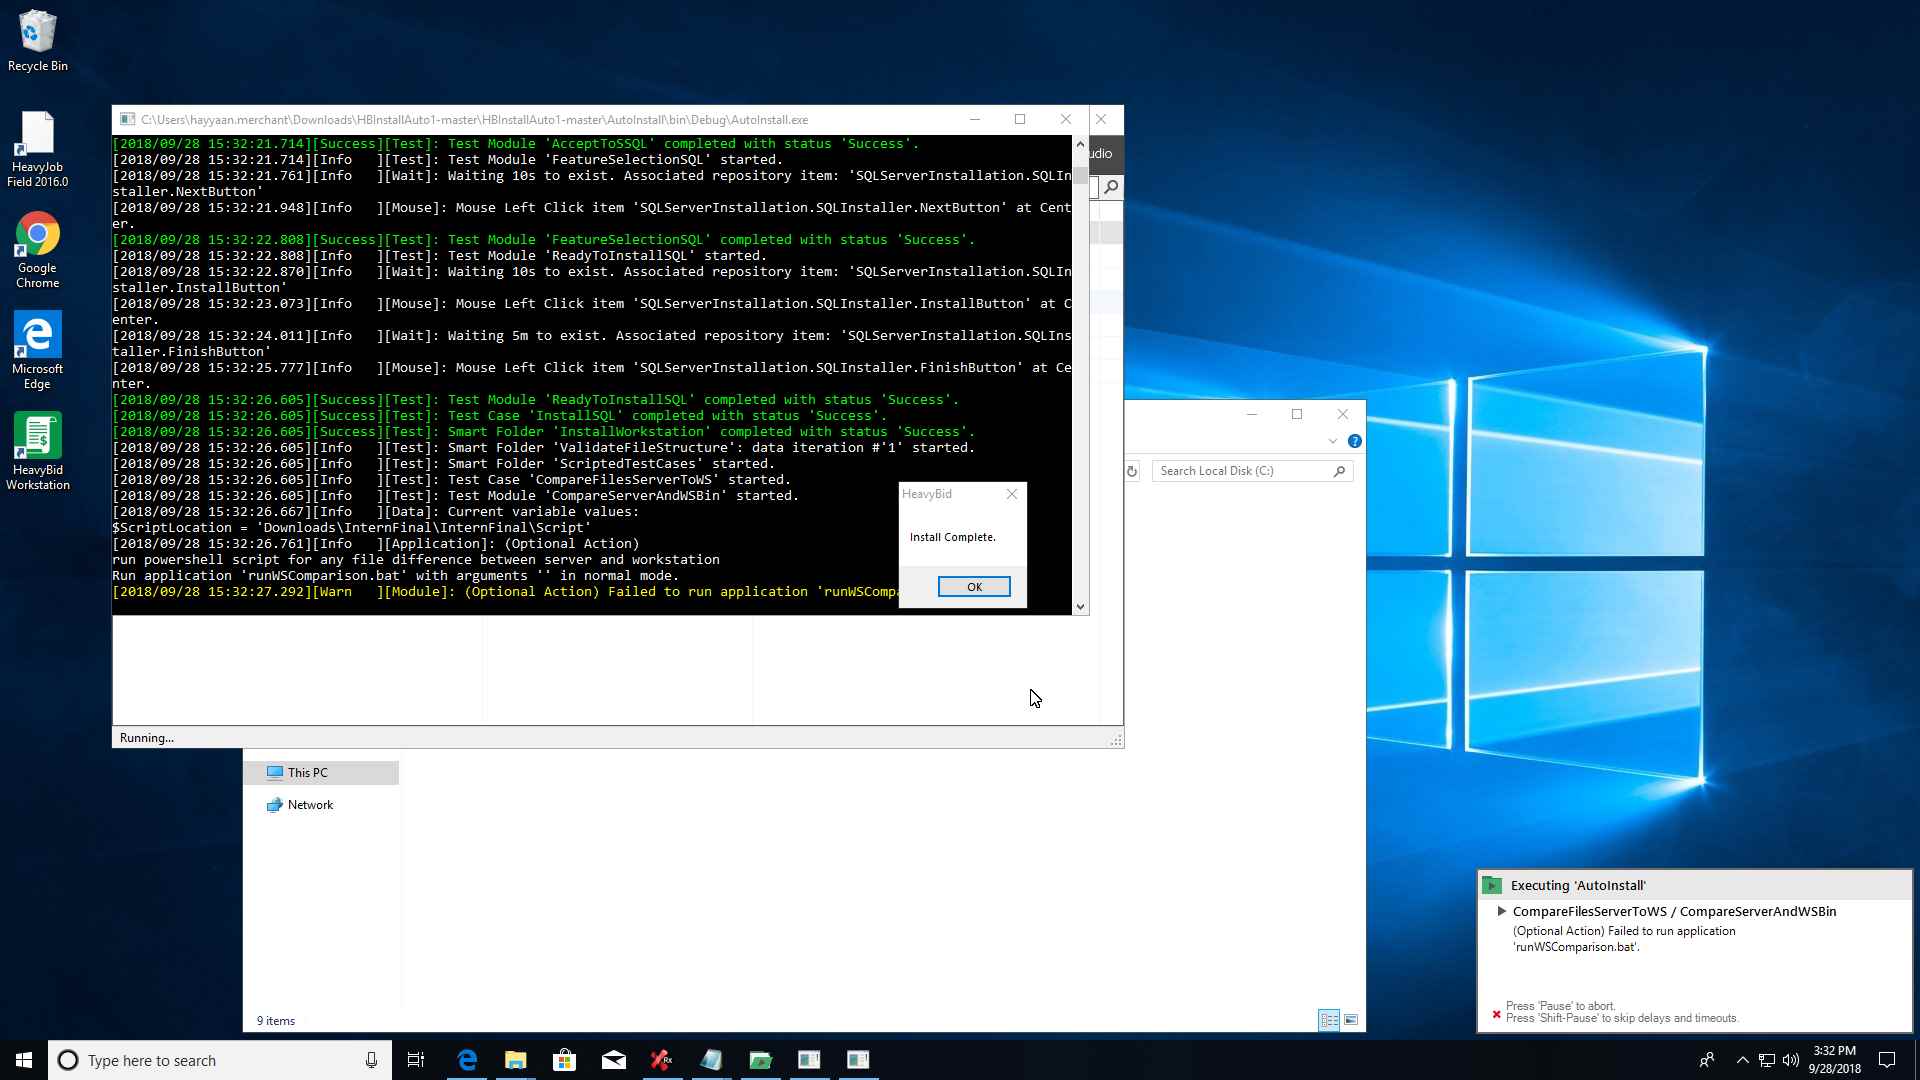 Recycle Bin
HeavyJob
Field 2016.0
Google
Chrome
Microsoft
Edge
HeavyBid
Workstation
C:\Users\hayyaan.merchant\Downloads\HBInstallAuto1-master\HBInstallAuto1-master\AutoInstall\bin\Debug\AutoInstall.exe
[2018/09/28 15:32:21.714][Success][Test]: Test Module 'AcceptToSSQL' completed with status 'Success'.
[2018/09/28 15:32:21.714][Info   ][Test]: Test Module 'FeatureSelectionSQL' started.
[2018/09/28 15:32:21.761][Info   ][Wait]: Waiting 10s to exist. Associated repository item: 'SQLServerInstallation.SQLIn
staller.NextButton'
[2018/09/28 15:32:21.948][Info   ][Mouse]: Mouse Left Click item 'SQLServerInstallation.SQLInstaller.NextButton' at Cent
er.
[2018/09/28 15:32:22.808][Success][Test]: Test Module 'FeatureSelectionSQL' completed with status 'Success'.
[2018/09/28 15:32:22.808][Info   ][Test]: Test Module 'ReadyToInstallSQL' started.
[2018/09/28 15:32:22.870][Info   ][Wait]: Waiting 10s to exist. Associated repository item: 'SQLServerInstallation.SQLIn
staller.InstallButton'
[2018/09/28 15:32:23.073][Info   ][Mouse]: Mouse Left Click item 'SQLServerInstallation.SQLInstaller.InstallButton' at C
enter.
[2018/09/28 15:32:24.011][Info   ][Wait]: Waiting 5m to exist. Associated repository item: 'SQLServerInstallation.SQLIns
taller.FinishButton'
[2018/09/28 15:32:25.777][Info   ][Mouse]: Mouse Left Click item 'SQLServerInstallation.SQLInstaller.FinishButton' at Ce
nter.
[2018/09/28 15:32:26.605][Success][Test]: Test Module 'ReadyToInstallSQL' completed with status 'Success'.
[2018/09/28 15:32:26.605][Success][Test]: Test Case 'InstallSQL' completed with status 'Success'.
[2018/09/28 15:32:26.605][Success][Test]: Smart Folder 'InstallWorkstation' completed with status 'Success'.
[2018/09/28 15:32:26.605][Info   ][Test]: Smart Folder 'ValidateFileStructure': data iteration #'1' started.
[2018/09/28 15:32:26.605][Info   ][Test]: Smart Folder 'ScriptedTestCases' started.
[2018/09/28 15:32:26.605][Info   ][Test]: Test Case 'CompareFilesServerToWS' started.
[2018/09/28 15:32:26.605][Info   ][Test]: Test Module 'CompareServerAndWSBin' started.
[2018/09/28 15:32:26.667][Info   ][Data]: Current variable values:
$ScriptLocation = 'Downloads\InternFinal\InternFinal\Script'
[2018/09/28 15:32:26.761][Info   ][Application]: (Optional Action)
run powershell script for any file difference between server and workstation
Run application 'runWSComparison.bat' with arguments '' in normal mode.
[2018/09/28 15:32:27.292][Warn   ][Module]: (Optional Action) Failed to run application 'runWSCompa
udio
HeavyBid
Install Complete.
OK
Running...
Search Local Disk (C:)
This PC
Network
9 items
Executing 'AutoInstall'
CompareFilesServerToWS / CompareServerAndWSBin
(Optional Action) Failed to run application
'runWSComparison.bat'.
Press 'Pause' to abort.
Press 'Shift-Pause' to skip delays and timeouts.
Type here to search
Rx
3:32 PM
9/28/2018